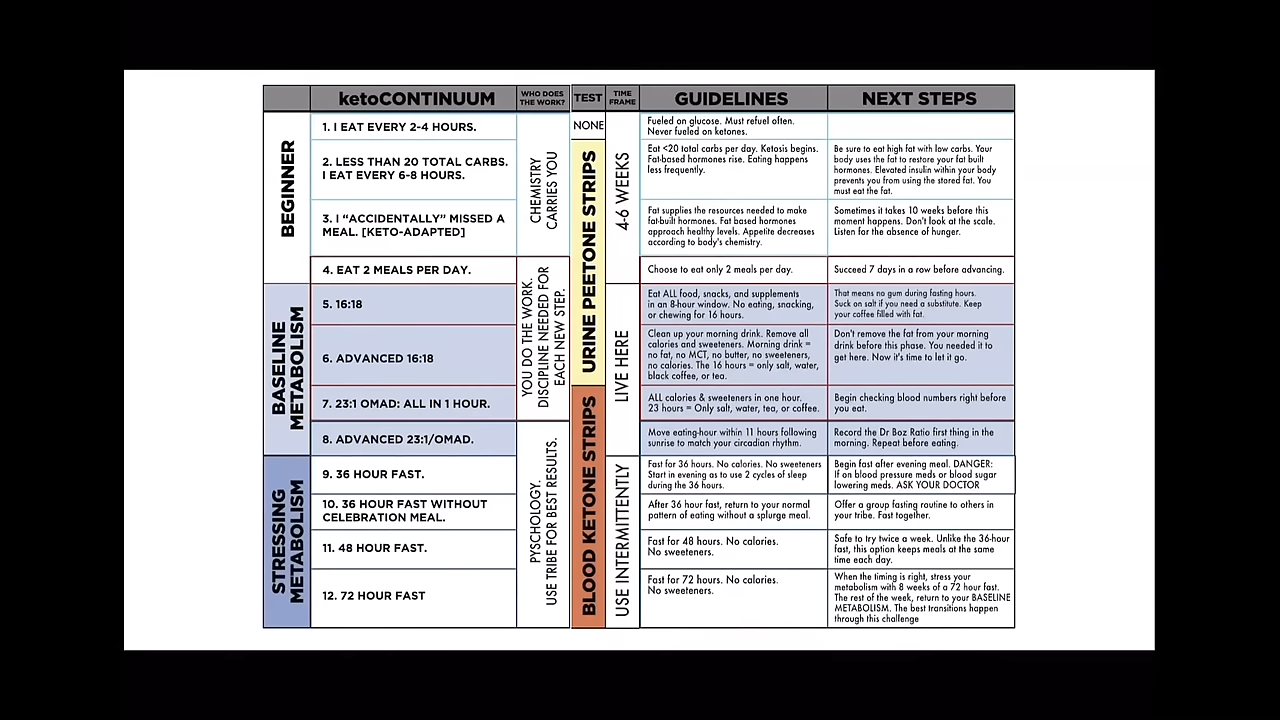 ketoCONTINUUM
WHO DOES
THE WORK?
TEST
TIME
FRAME
GUIDELINES
NEXT STEPS
BEGINNER
1. I EAT EVERY 2-4 HOURS.
CHEMISTRY
CARRIES YOU
NONE
4-6 WEEKS
Fueled on glucose. Must refuel often.
Never fueled on ketones.
2. LESS THAN 20 TOTAL CARBS.
I EAT EVERY 6-8 HOURS.
URINE PEETONE STRIPS
Eat <20 total carbs per day. Ketosis begins.
Fat-based hormones rise. Eating happens
less frequently.
Be sure to eat high fat with low carbs. Your
body uses the fat to restore your fat built
hormones. Elevated insulin within your body
prevents you from using the stored fat. You
must eat the fat.
3. I “ACCIDENTALLY” MISSED A
MEAL. [KETO-ADAPTED]
Fat supplies the resources needed to make
fat-built hormones. Fat based hormones
approach healthy levels. Appetite decreases
according to body's chemistry.
Sometimes it takes 10 weeks before this
moment happens. Don't look at the scale.
Listen for the absence of hunger.
4. EAT 2 MEALS PER DAY.
YOU DO THE WORK.
DISCIPLINE NEEDED FOR
EACH NEW STEP.
Choose to eat only 2 meals per day.
Succeed 7 days in a row before advancing.
BASELINE
METABOLISM
5. 16:18
LIVE HERE
Eat ALL food, snacks, and supplements
in an 8-hour window. No eating, snacking,
or chewing for 16 hours.
That means no gum during fasting hours.
Suck on salt if you need a substitute. Keep
your coffee filled with fat.
6. ADVANCED 16:18
Clean up your morning drink. Remove all
calories and sweeteners. Morning drink =
no fat, no MCT, no butter, no sweeteners,
no calories. The 16 hours = only salt, water,
black coffee, or tea.
Don't remove the fat from your morning
drink before this phase. You needed it to
get here. Now it's time to let it go.
7. 23:1 OMAD: ALL IN 1 HOUR.
BLOOD KETONE STRIPS
ALL calories & sweeteners in one hour.
23 hours = Only salt, water, tea, or coffee.
Begin checking blood numbers right before
you eat.
8. ADVANCED 23:1/OMAD.
PYSCHOLOGY.
USE TRIBE FOR BEST RESULTS.
Move eating-hour within 11 hours following
sunrise to match your circadian rhythm.
Record the Dr Boz Ratio first thing in the
morning. Repeat before eating.
STRESSING
METABOLISM
9. 36 HOUR FAST.
USE INTERMITTENTLY
Fast for 36 hours. No calories. No sweeteners
Start in evening as to use 2 cycles of sleep
during the 36 hours.
Begin fast after evening meal. DANGER:
If on blood pressure meds or blood sugar
lowering meds. ASK YOUR DOCTOR
10. 36 HOUR FAST WITHOUT
CELEBRATION MEAL.
After 36 hour fast, return to your normal
pattern of eating without a splurge meal.
Offer a group fasting routine to others in
your tribe. Fast together.
11. 48 HOUR FAST.
Fast for 48 hours. No calories.
No sweeteners.
Safe to try twice a week. Unlike the 36-hour
fast, this option keeps meals at the same
time each day.
12. 72 HOUR FAST
Fast for 72 hours. No calories.
No sweeteners.
When the timing is right, stress your
metabolism with 8 weeks of a 72 hour fast.
The rest of the week, return to your BASELINE
METABOLISM. The best transitions happen
through this challenge